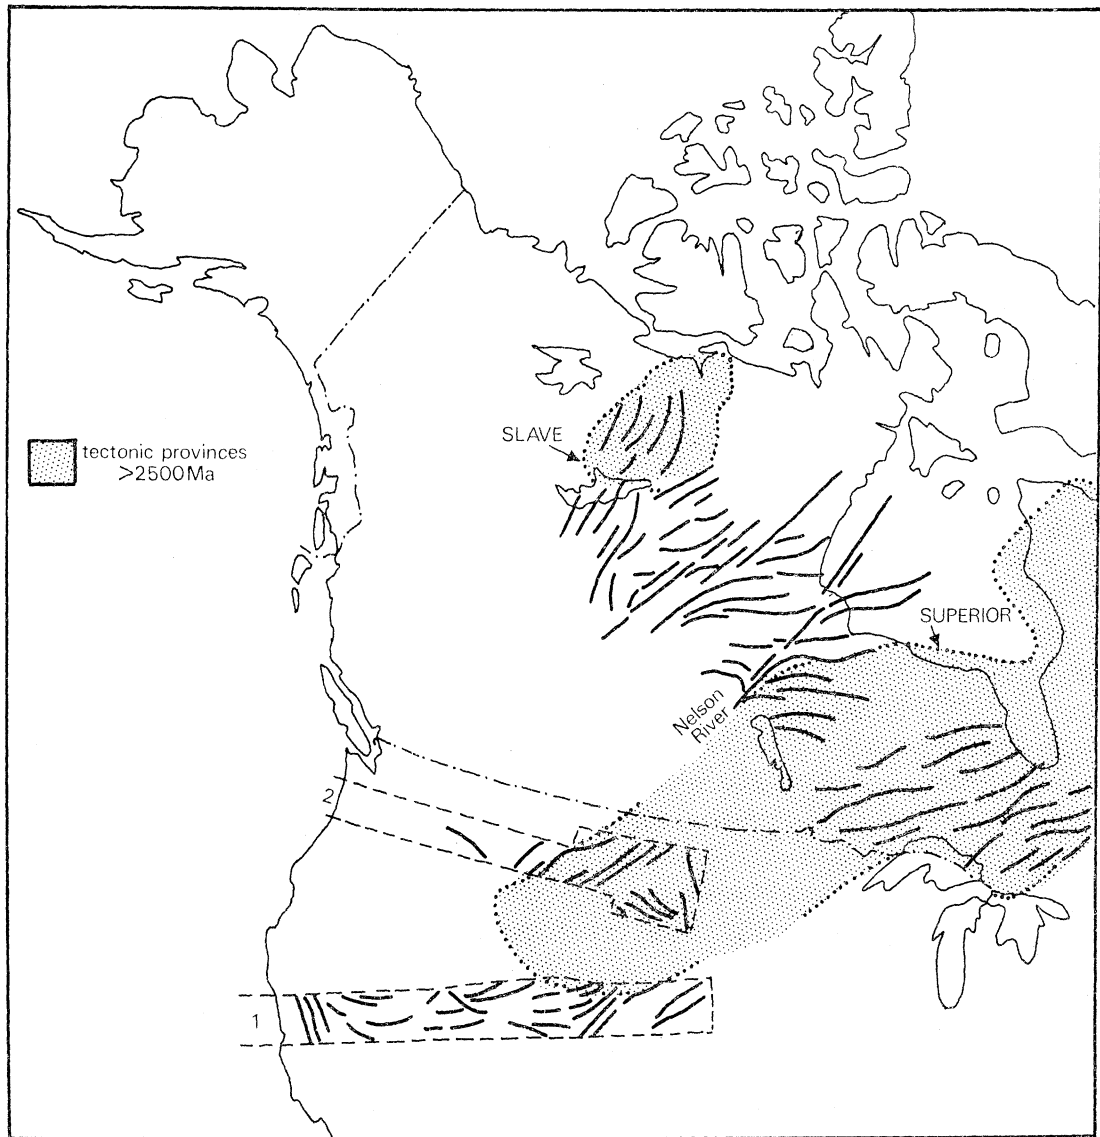 SLAVE
tectonic provinces
>2500Ma
SUPERIOR
Nelson
River
2
1